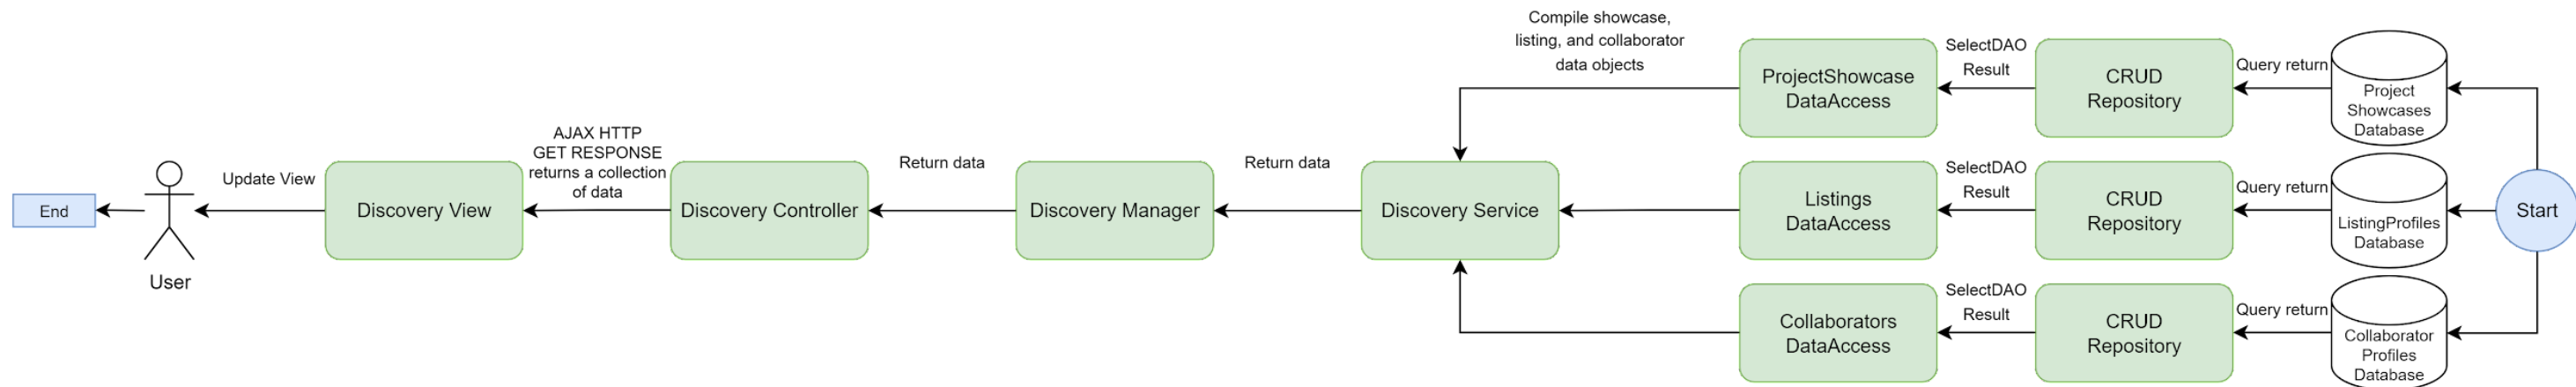 Compile showcase,
listing, and collaborator
data objects
ProjectShowcase
DataAccess
SelectDAO
Result
CRUD
Repository
Query return
Project
Showcases
Database
End
User
Update View
Discovery View
AJAX HTTP
GET RESPONSE
returns a collection
of data
Discovery Controller
Return data
Discovery Manager
Return data
Discovery Service
Listings
DataAccess
SelectDAO
Result
CRUD
Repository
Query return
ListingProfiles
Database
Start
Collaborators
DataAccess
SelectDAO
Result
CRUD
Repository
Query return
Collaborator
Profiles
Database